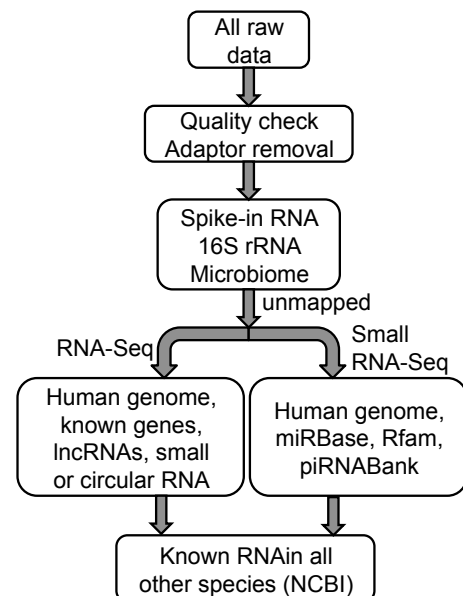 All raw
data
Quality check
Adaptor removal
Spike-in RNA
16S rRNA
Microbiome
unmapped
RNA-Seq
Small
RNA-Seq
Human genome,
known genes,
lncRNAs, small
or circular RNA
Human genome,
miRBase, Rfam,
piRNABank
Known RNAin all
other species (NCBI)